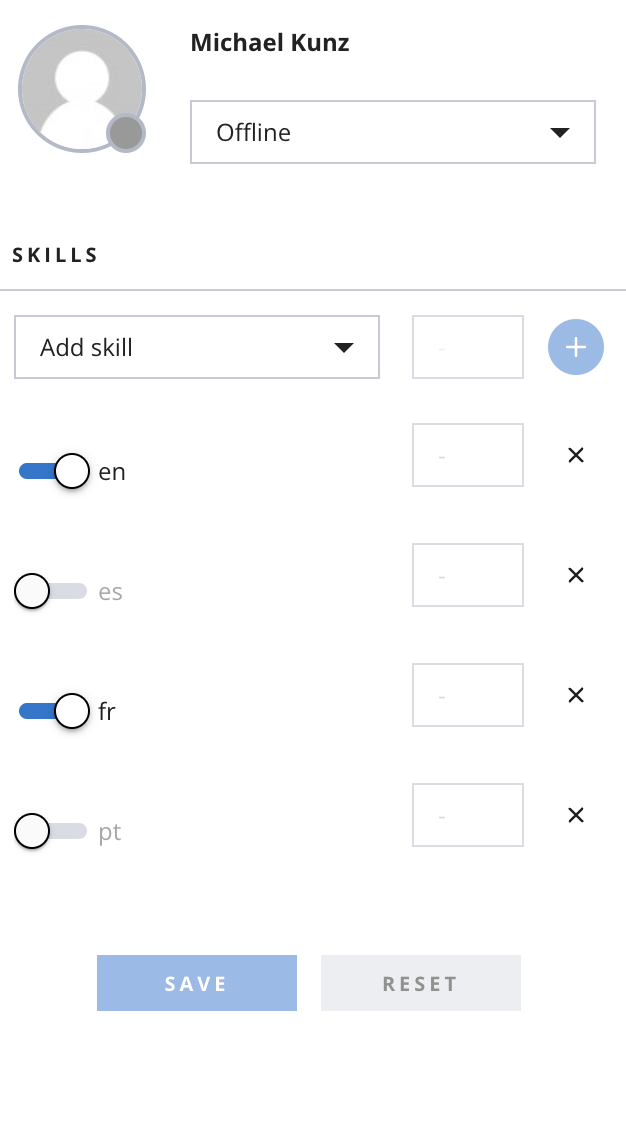 Michael Kunz
Offline
SKILLS
Add skill -
en -
es -
fr -
pt -
SAVE RESET